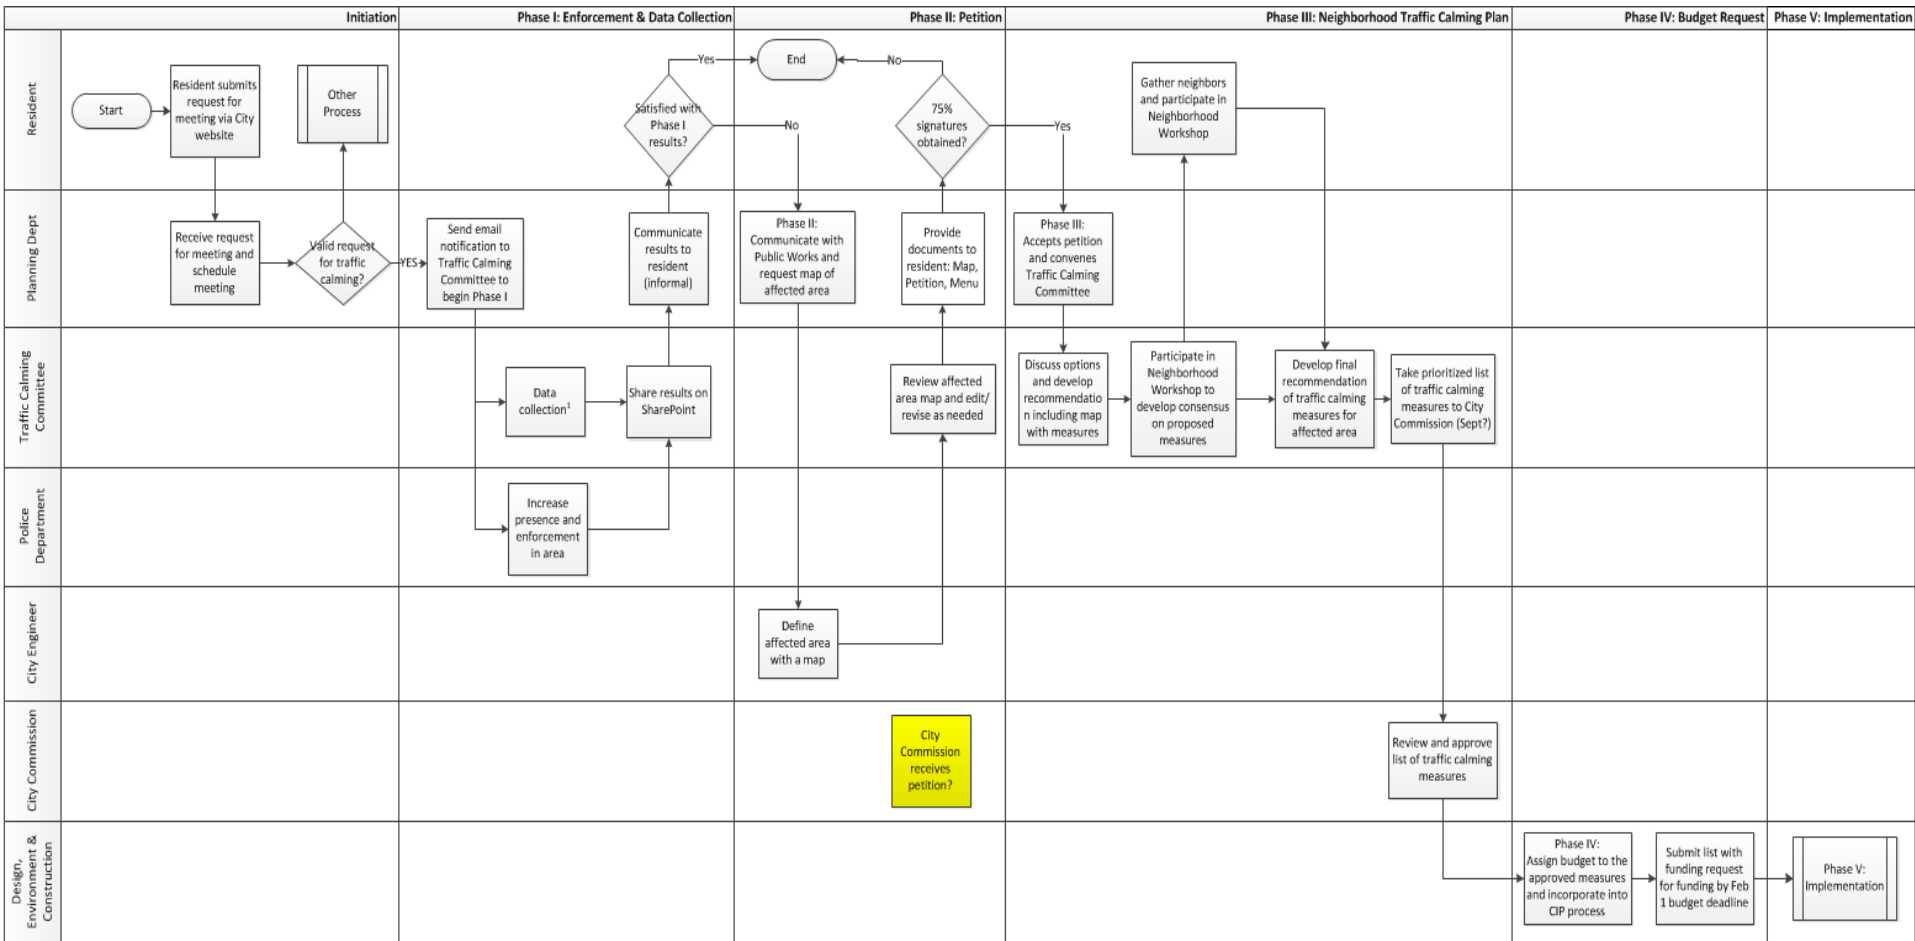 Initiation
Phase I: Enforcement & Data Collection
Phase II: Petition
Phase III: Neighborhood Traffic Calming Plan
Phase IV: Budget Request
Phase V: Implementation
Resident
Start
Resident submits
request for
meeting via City
website
Other
Process
Satisfied with
Phase I
results?
Yes
No
End
No
75%
signatures
obtained?
Yes
Gather neighbors
and participate in
Neighborhood
Workshop
Planning Dept
Receive request
for meeting and
schedule
meeting
Valid request
for traffic
calming?
YES
Send email
notification to
Traffic Calming
Committee to
begin Phase I
Communicate
results to
resident
(informal)
Phase II:
Communicate with
Public Works and
request map of
affected area
Provide
documents to
resident: Map,
Petition, Menu
Phase III:
Accepts petition
and convenes
Traffic Calming
Committee
Traffic Calming
Committee
Data
collection¹
Share results on
SharePoint
Review affected
area map and edit/
revise as needed
Discuss options
and develop
recommendatio
n including map
with measures
Participate in
Neighborhood
Workshop to
develop consensus
on proposed
measures
Develop final
recommendation
of traffic calming
measures for
affected area
Take prioritized list
of traffic calming
measures to City
Commission (Sept?)
Police
Department
Increase
presence and
enforcement
in area
City Engineer
Define
affected area
with a map
City Commission
City
Commission
receives
petition?
Review and approve
list of traffic calming
measures
Design,
Environment &
Construction
Phase IV:
Assign budget to the
approved measures
and incorporate into
CIP process
Submit list with
funding request
for funding by Feb
1 budget deadline
Phase V:
Implementation